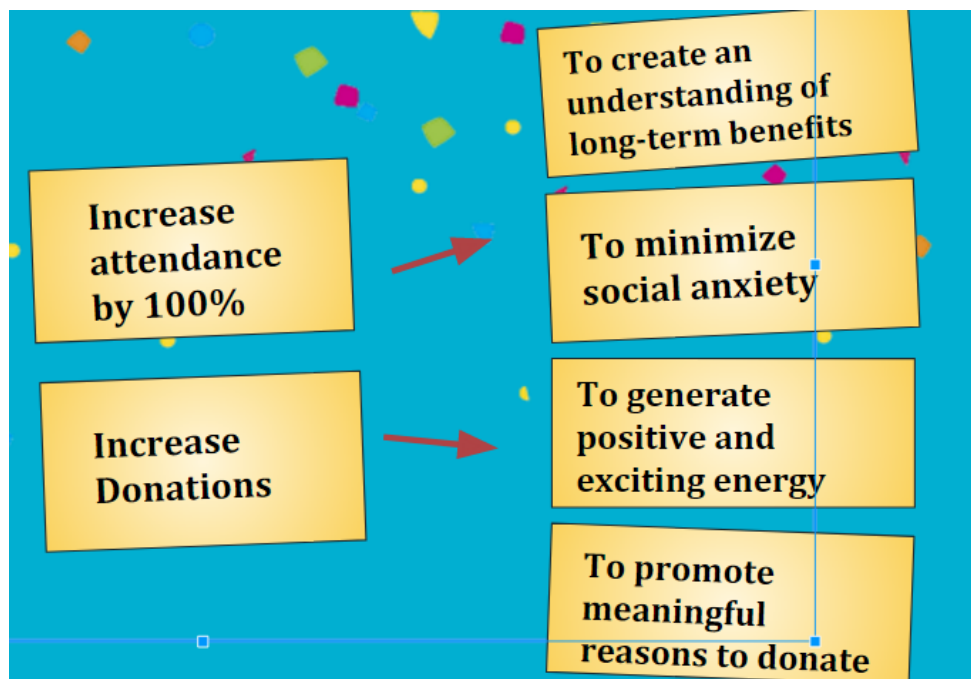 Increase
attendance
by 100%
Increase
Donations
To create an
understanding of
long-term benefits
To minimize
social anxiety
To generate
positive and
exciting energy
To promote
meaningful
reasons to donate